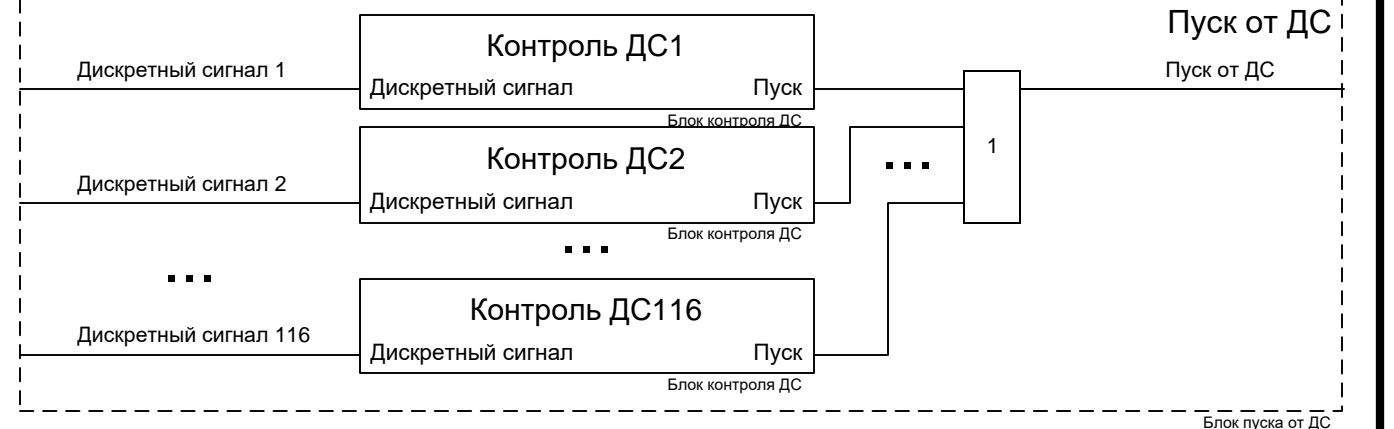 Пуск от ДС
Контроль ДС1
Дискретный сигнал 1
Дискретный сигнал
Пуск
Пуск от ДС
Блок контроля ДС
Контроль ДС2
1
Дискретный сигнал 2
Дискретный сигнал
Пуск
Блок контроля ДС
...
...
...
Контроль ДС116
Дискретный сигнал 116
Дискретный сигнал
Пуск
Блок контроля ДС
Блок пуска от ДС